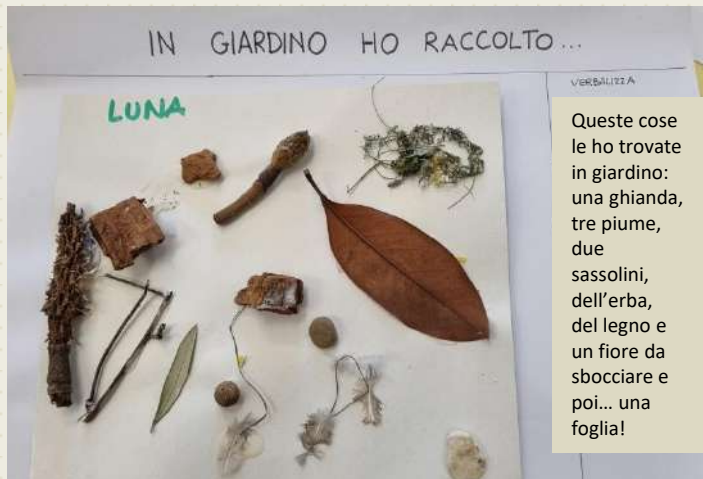 IN GIARDINO HO RACCOLTO...
VERBALIZZA
LUNA
Queste cose
le ho trovate
in giardino:
una ghianda,
tre piume,
due
sassolini,
dell'erba,
del legno e
un fiore da
sbocciare e
poi... una
foglia!